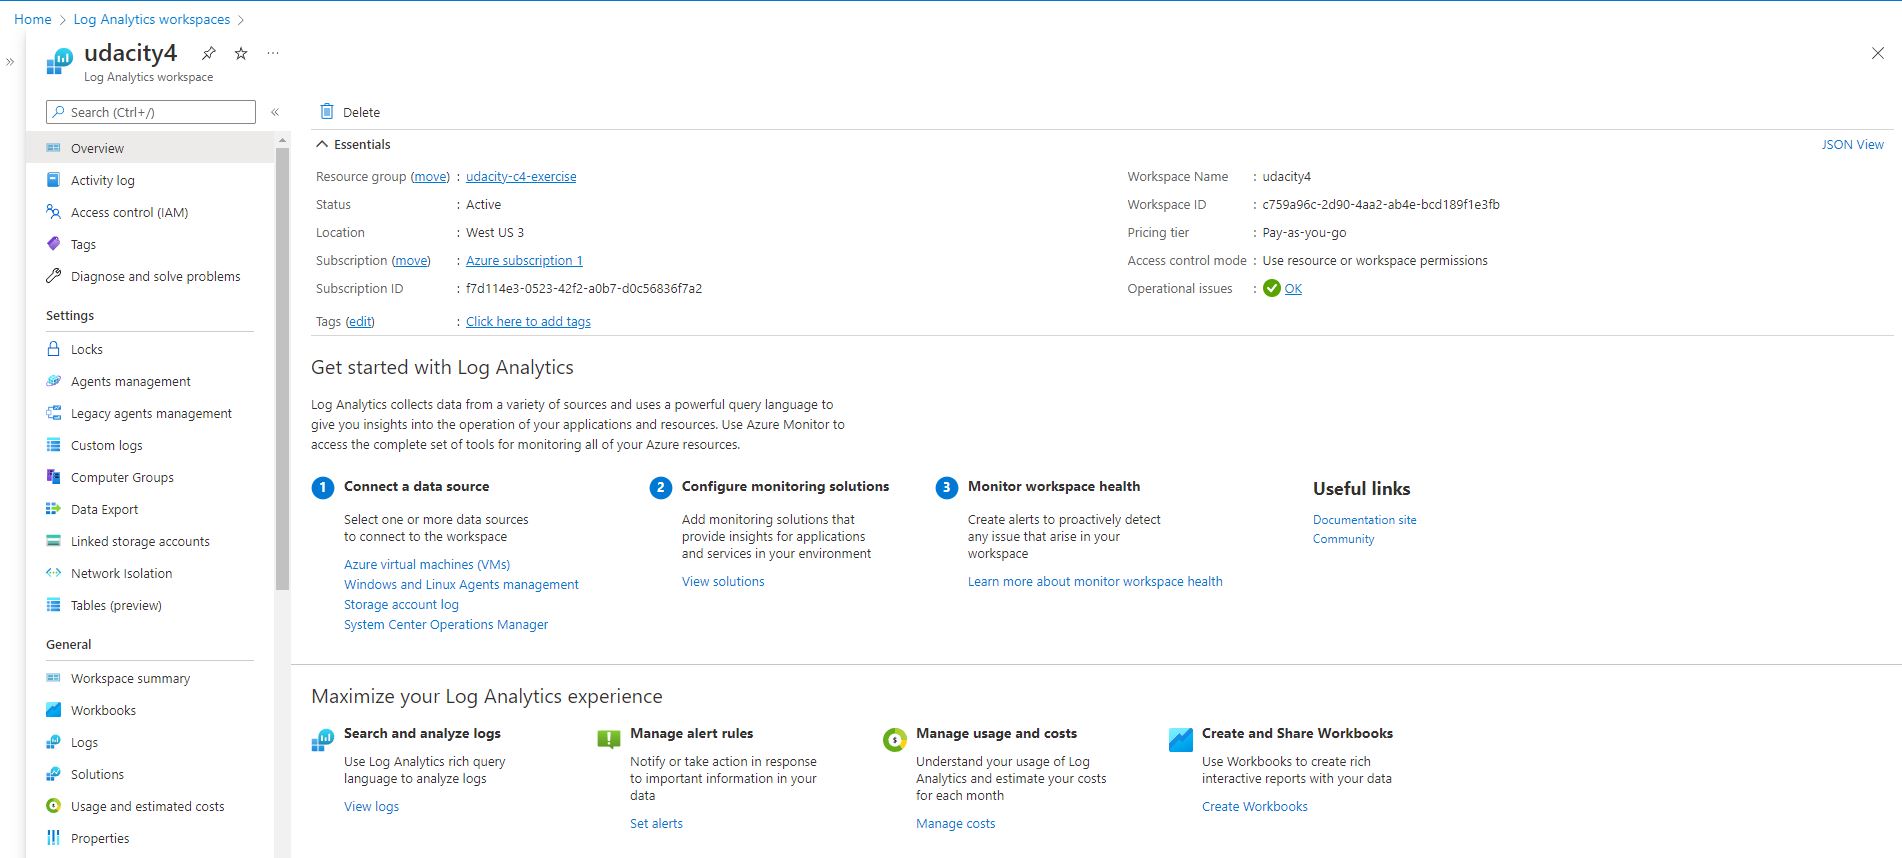 Home > Log Analytics workspaces >
udacity4
Log Analytics workspace
Search (Ctrl+/)
Overview
Activity log
Access control (IAM)
Tags
Diagnose and solve problems
Settings
Locks
Agents management
Legacy agents management
Custom logs
Computer Groups
Data Export
Linked storage accounts
Network Isolation
Tables (preview)
General
Workspace summary
Workbooks
Logs
Solutions
Usage and estimated costs
Properties
Delete
Essentials
JSON View
Resource group (move) : udacity-c4-exercise
Status : Active
Location : West US 3
Subscription (move) : Azure subscription 1
Subscription ID : f7d114e3-0523-42f2-a0b7-d0c56836f7a2
Tags (edit) : Click here to add tags
Workspace Name : udacity4
Workspace ID : c759a96c-2d90-4aa2-ab4e-bcd189f1e3fb
Pricing tier : Pay-as-you-go
Access control mode : Use resource or workspace permissions
Operational issues : OK
Get started with Log Analytics
Log Analytics collects data from a variety of sources and uses a powerful query language to
give you insights into the operation of your applications and resources. Use Azure Monitor to
access the complete set of tools for monitoring all of your Azure resources.
1 Connect a data source
Select one or more data sources
to connect to the workspace
Azure virtual machines (VMs)
Windows and Linux Agents management
Storage account log
System Center Operations Manager
2 Configure monitoring solutions
Add monitoring solutions that
provide insights for applications
and services in your environment
View solutions
3 Monitor workspace health
Create alerts to proactively detect
any issue that arise in your
workspace
Learn more about monitor workspace health
Useful links
Documentation site
Community
Maximize your Log Analytics experience
Search and analyze logs
Use Log Analytics rich query
language to analyze logs
View logs
Manage alert rules
Notify or take action in response
to important information in your
data
Set alerts
Manage usage and costs
Understand your usage of Log
Analytics and estimate your costs
for each month
Manage costs
Create and Share Workbooks
Use Workbooks to create rich
interactive reports with your data
Create Workbooks